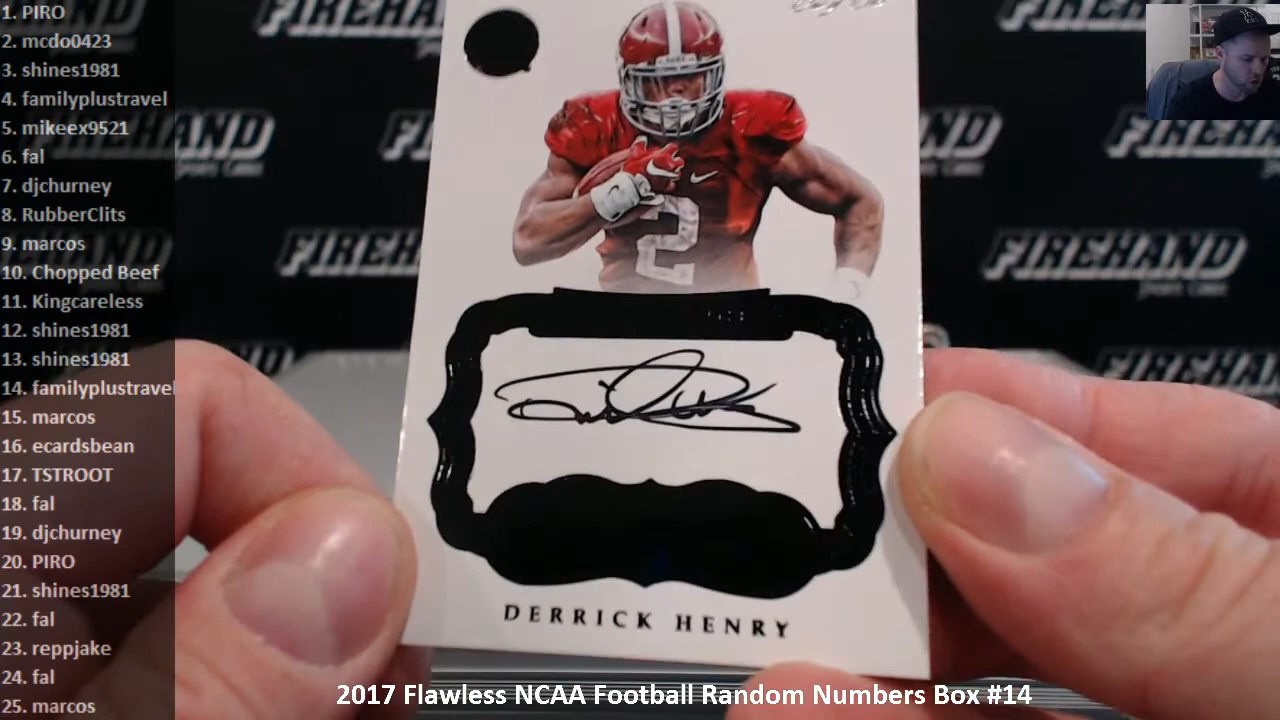 1. PIRO
2. mcdo0423
3. shines1981
4. familyplustravel
5. mikeex9521
6. fal
7. djchurney
8. RubberClits
9. marcos
10. Chopped Beef
11. Kingcareless
12. shines1981
13. shines1981
14. familyplustravel
15. marcos
16. ecardsbean
17. TSTROOT
18. fal
19. djchurney
20. PIRO
21. shines1981
22. fal
23. reppjake
24. fal
25. marcos
FIREHAND
FIREHAND
2
DERRICK HENRY
2017 Flawless NCAA Football Random Numbers Box #14